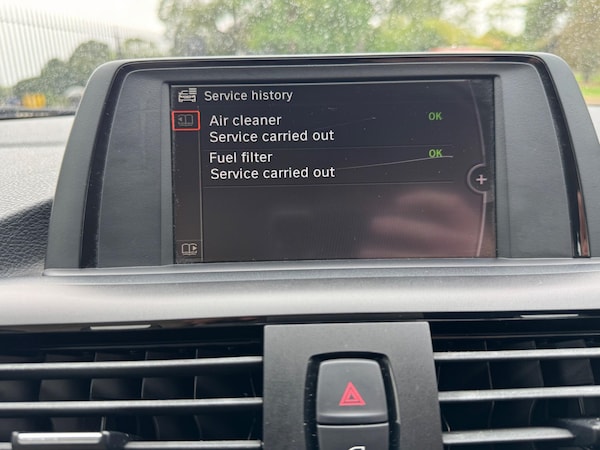 Service history
Air cleaner OK
Service carried out
Fuel filter OK
Service carried out